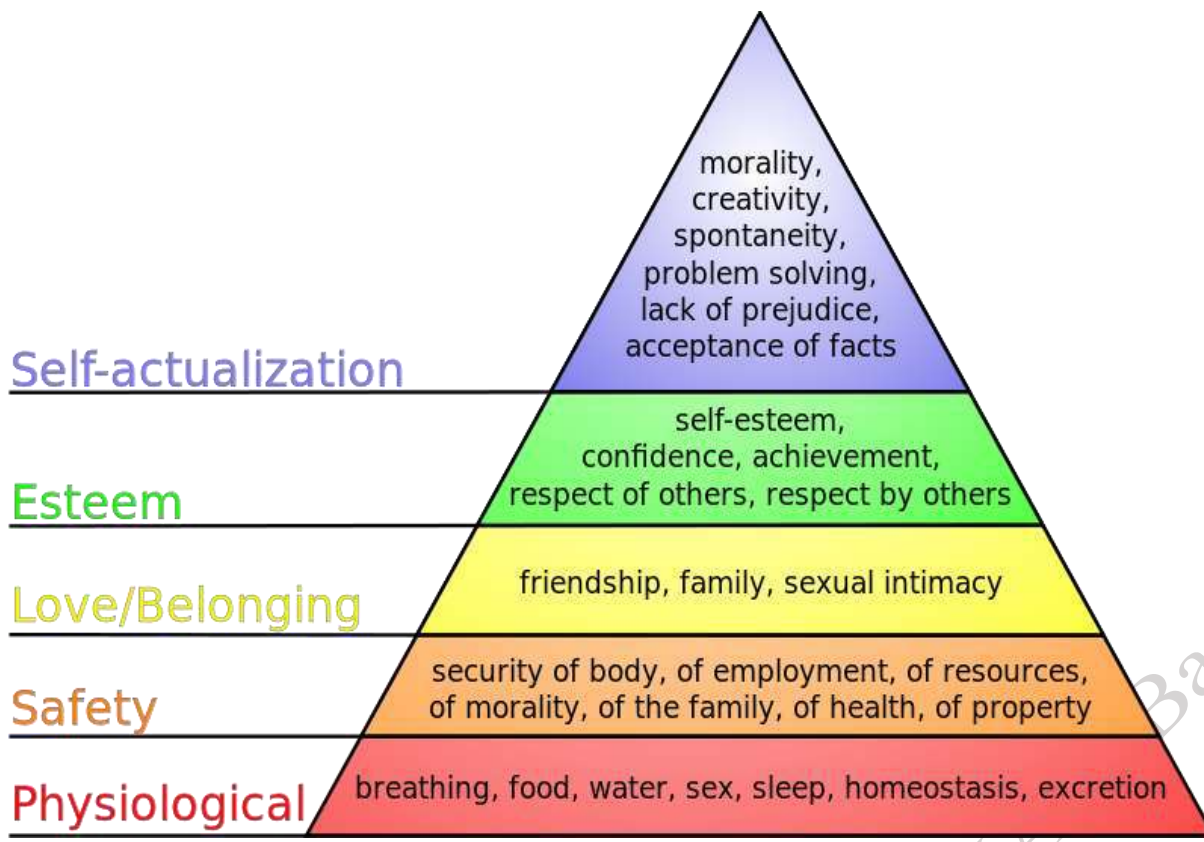 morality,
creativity,
spontaneity,
problem solving,
lack of prejudice,
acceptance of facts
Self-actualization
self-esteem,
confidence, achievement,
respect of others, respect by others
Esteem
friendship, family, sexual intimacy
Love/Belonging
security of body, of employment, of resources,
of morality, of the family, of health, of property
Safety
breathing, food, water, sex, sleep, homeostasis, excretion
Physiological